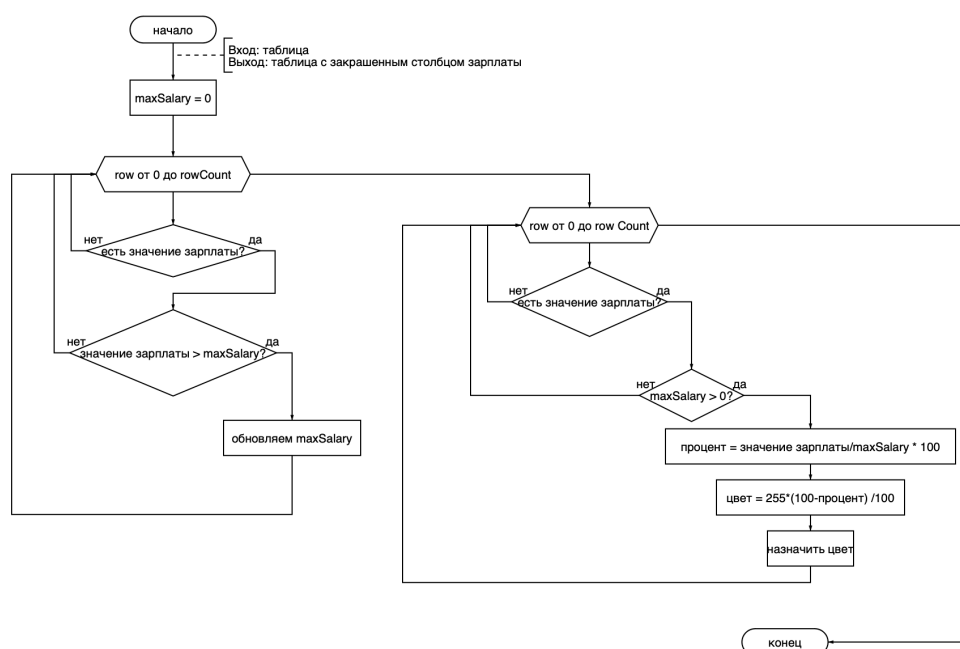 начало
Вход: таблица
Выход: таблица с закрашенным столбцом зарплаты
maxSalary = 0
row от 0 до rowCount
нет
да
есть значение зарплаты?
нет
да
значение зарплаты > maxSalary?
обновляем maxSalary
row от 0 до row Count
нет
да
есть значение зарплаты?
нет
да
maxSalary > 0?
процент = значение зарплаты/maxSalary * 100
цвет = 255*(100-процент) /100
назначить цвет
конец